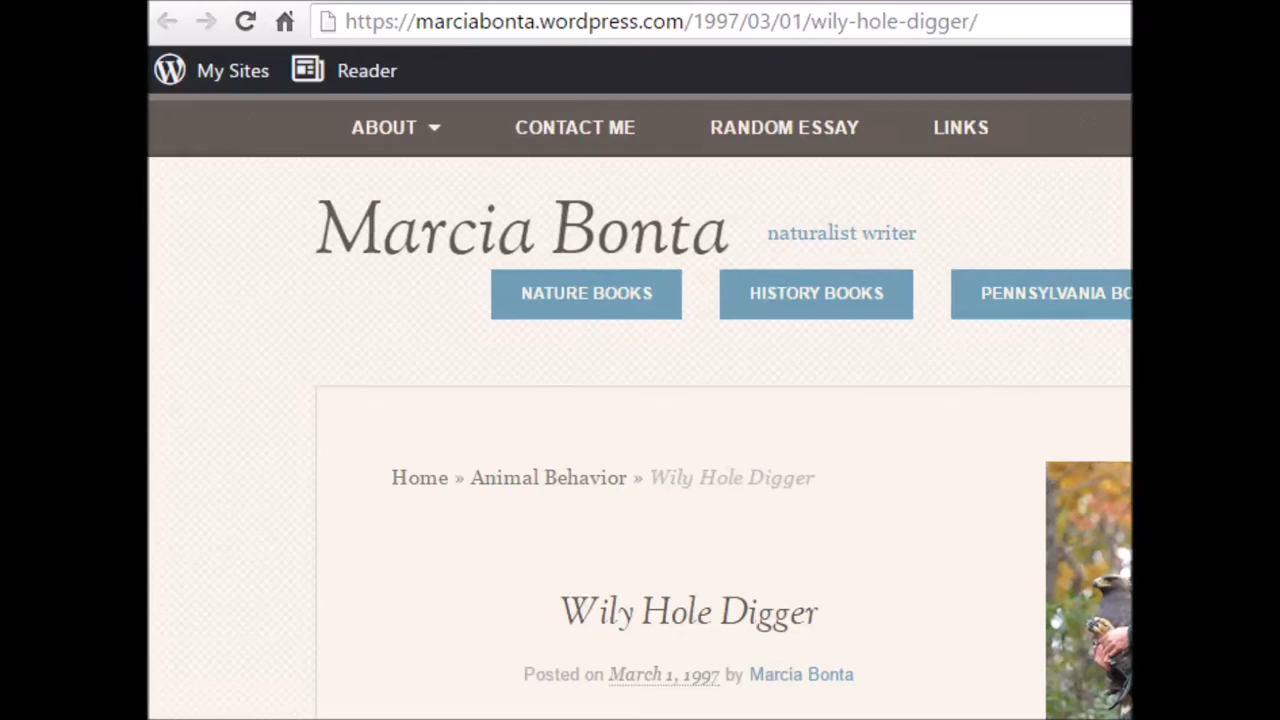 https://marciabonta.wordpress.com/1997/03/01/wily-hole-digger/
My Sites Reader
ABOUT CONTACT ME RANDOM ESSAY LINKS
Marcia Bonta naturalist writer
NATURE BOOKS HISTORY BOOKS PENNSYLVANIA BO
Home » Animal Behavior » Wily Hole Digger
Wily Hole Digger
Posted on March 1, 1997 by Marcia Bonta